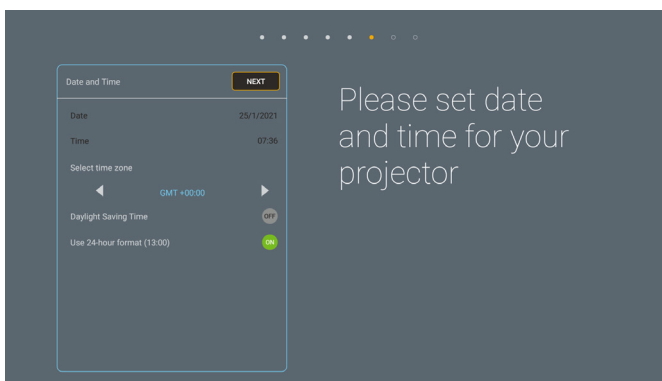 Date and Time
NEXT
Date 25/1/2021
Time 07:36
Select time zone
GMT +00:00
Daylight Saving Time OFF
Use 24-hour format (13:00) ON
Please set date
and time for your
projector